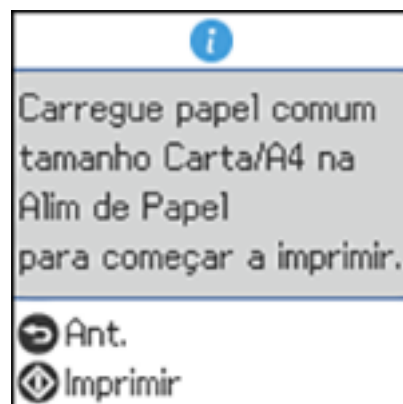 Carregue papel comum
tamanho Carta/A4 na
Alim de Papel
para começar a imprimir.
Ant.
Imprimir